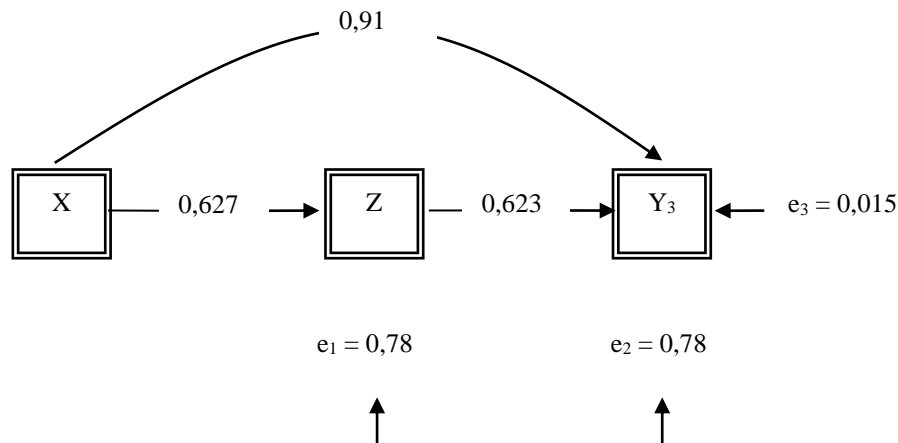 0,91
X
0,627
Z
0,623
Y₃
e₃ = 0,015
e₁ = 0,78
e₂ = 0,78